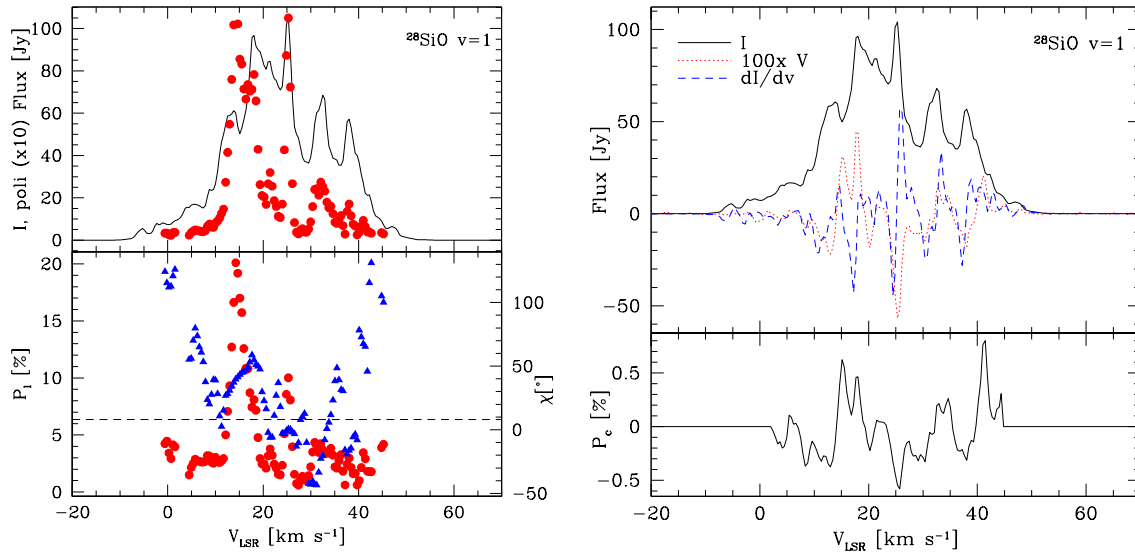 ²⁸SiO v=1
I, poli (x10) Flux [Jy]
100
80
60
40
20
0
20
15
10
5
0
P_l [%]
100
50
0
−50
χ[°]
−20
0
20
40
60
V_LSR [km s⁻¹]
I
100x V
dI/dv
²⁸SiO v=1
Flux [Jy]
100
50
0
−50
P_c [%]
0.5
0
−0.5
−20
0
20
40
60
V_LSR [km s⁻¹]